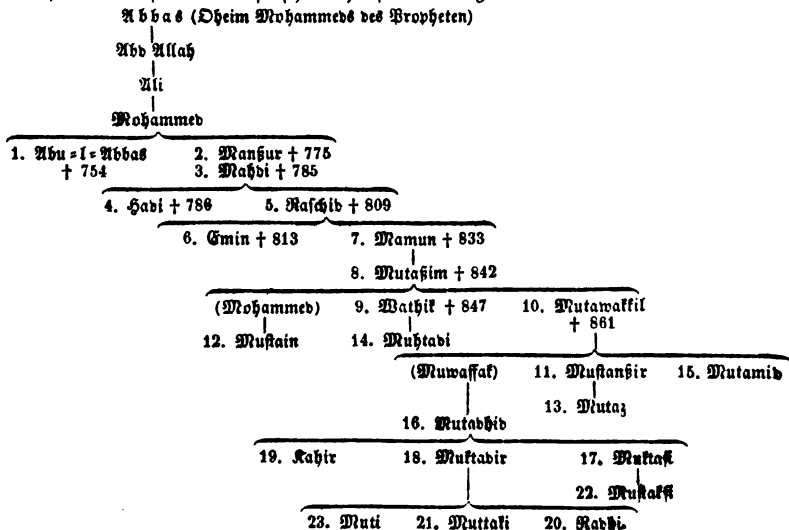 Abbas (Oheim Mohammeds des Propheten)
Abd Allah
Ali
Mohammed
1. Abu=l=Abbas 2. Manßur † 775
† 754 3. Mahdi † 785
4. Hadi † 786 5. Raschid † 809
6. Emin † 813 7. Mamun † 833
8. Mutaßim † 842
(Mohammed) 9. Wathik † 847 10. Mutawakkil
† 861
12. Mustain 14. Muhtadi
(Muwaffak) 11. Mustanßir 15. Mutamid
13. Mutaz
16. Mutadhid
19. Kahir 18. Muktadir 17. Muktafi
22. Mustakfi
23. Muti 21. Muttaki 20. Radhi.